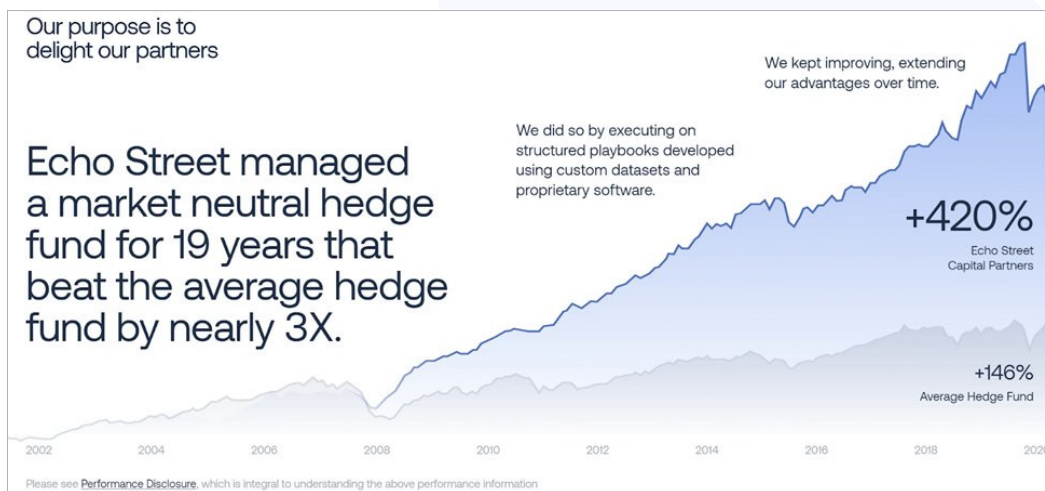 Our purpose is to
delight our partners
We kept improving, extending
our advantages over time.
We did so by executing on
structured playbooks developed
using custom datasets and
proprietary software.
Echo Street managed
a market neutral hedge
fund for 19 years that
beat the average hedge
fund by nearly 3X.
+420%
Echo Street
Capital Partners
+146%
Average Hedge Fund
2002 2004 2006 2008 2010 2012 2014 2016 2018 2020
Please see Performance Disclosure, which is integral to understanding the above performance information